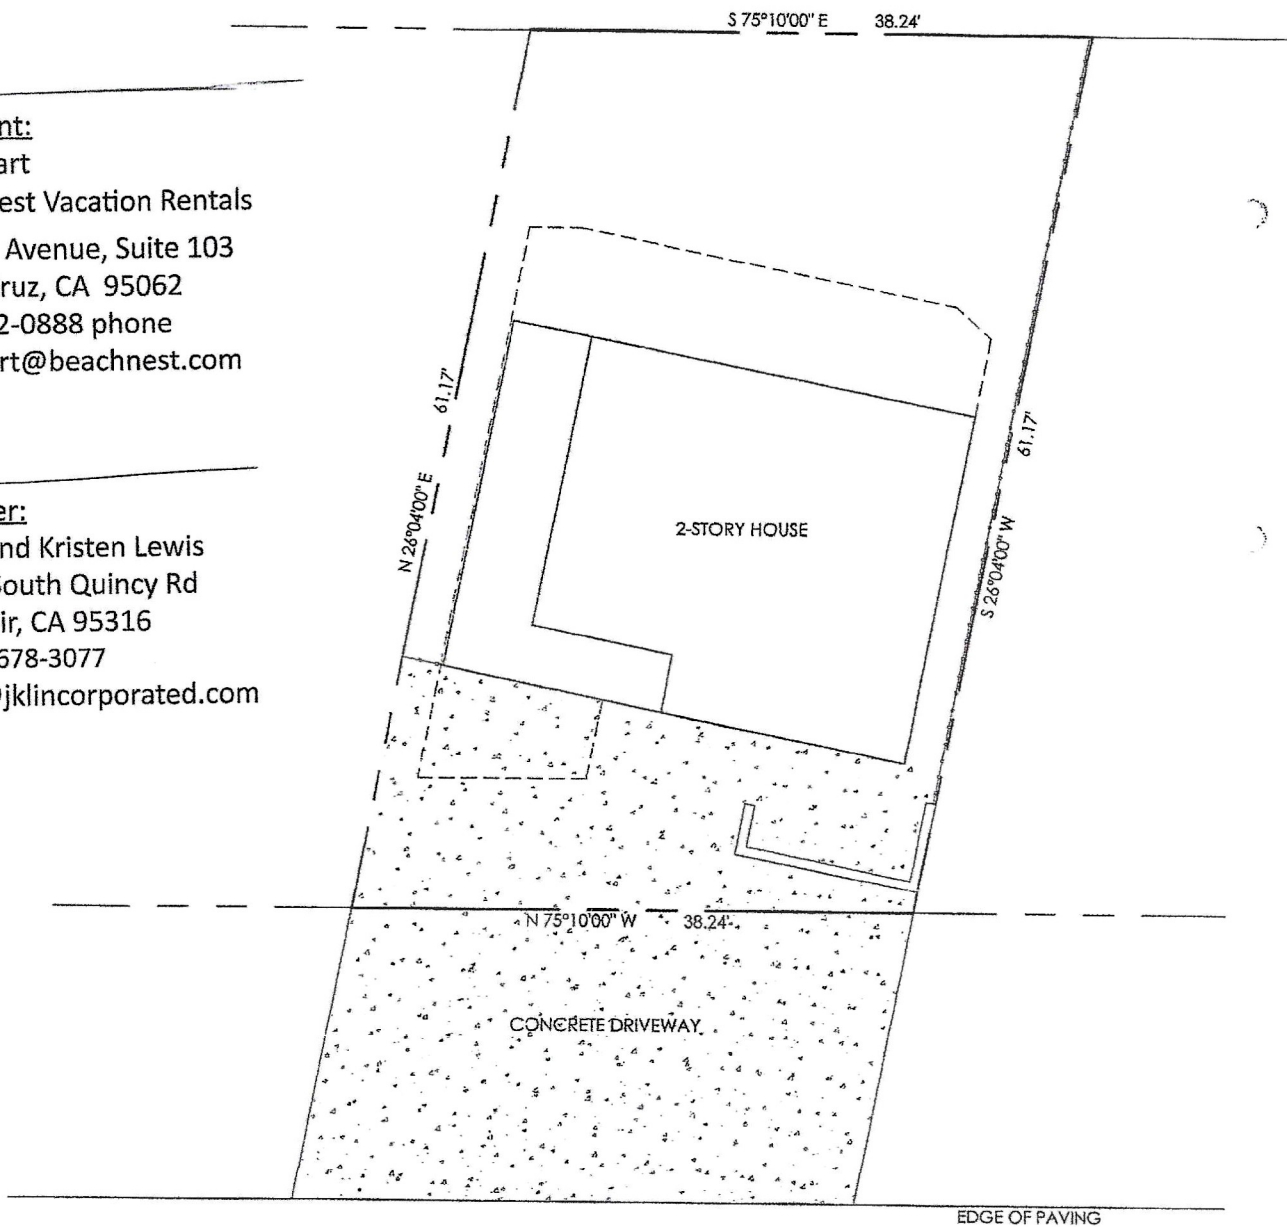 S 75°10'00" E 38.24'
nt:
art
est Vacation Rentals
Avenue, Suite 103
ruz, CA 95062
2-0888 phone
rt@beachnest.com
61.17'
N 26°04'00" E
61.17'
S 26°04'00" W
2-STORY HOUSE
er:
nd Kristen Lewis
South Quincy Rd
ir, CA 95316
678-3077
jklincorporated.com
N 75°10'00" W 38.24'
CONCRETE DRIVEWAY
EDGE OF PAVING